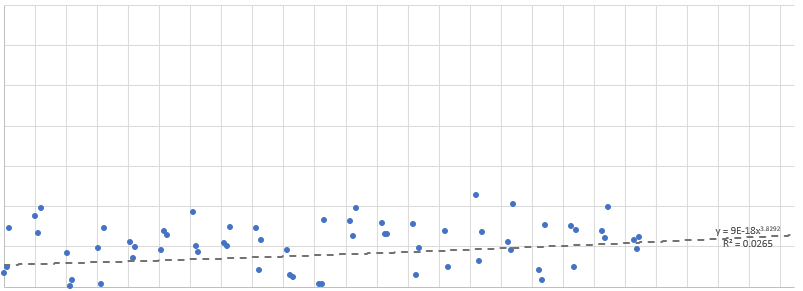 y = 9E-18x^3.8292
R² = 0.0265